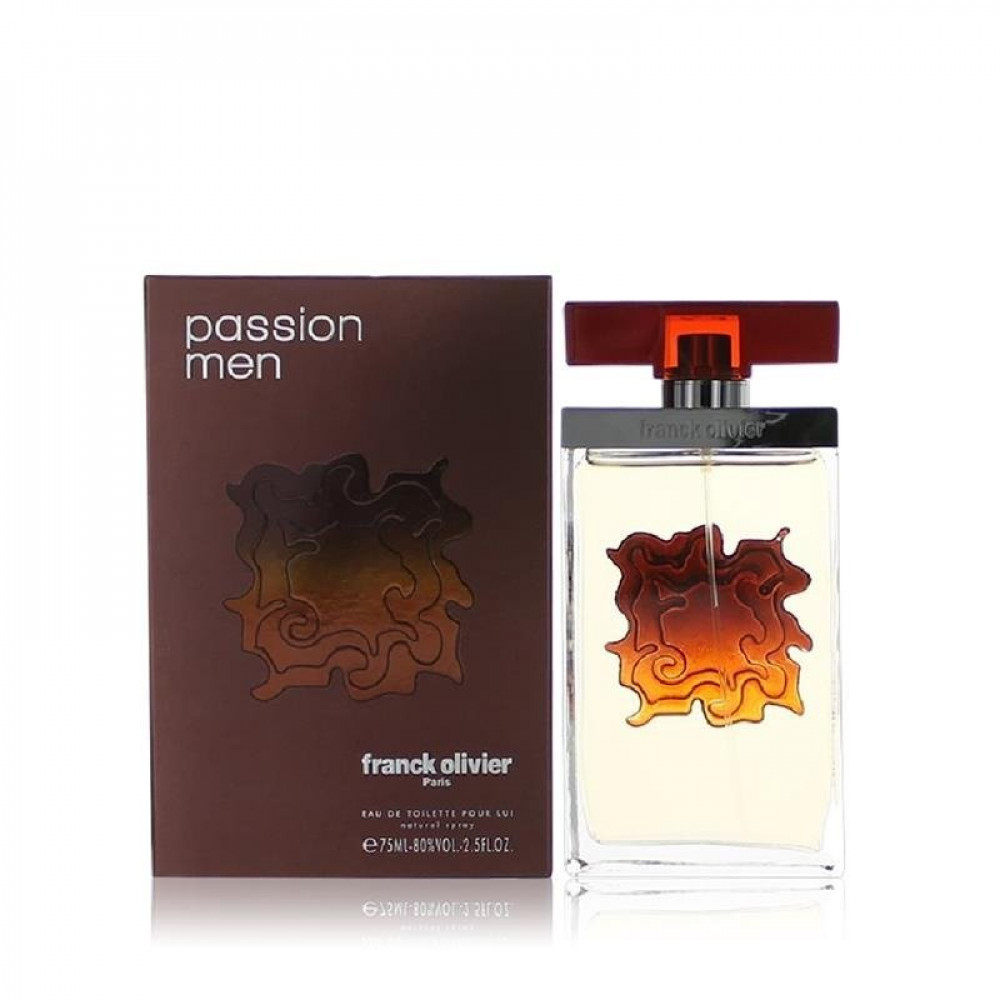 passion
men
franck olivier
Paris
EAU DE TOILETTE POUR LUI
natural spray
℮75ML-80%VOL.-2.5FL.OZ.
franck olivier